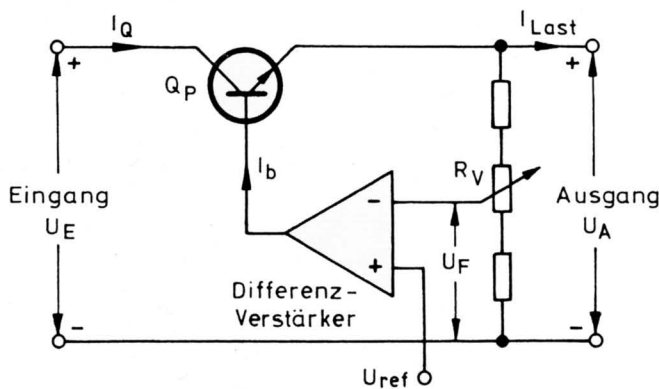 I_Q
I_Last
+
+
Q_P
I_b
R_V
Eingang
U_E
-
+
U_F
Ausgang
U_A
Differenz-
Verstärker
-
-
U_ref